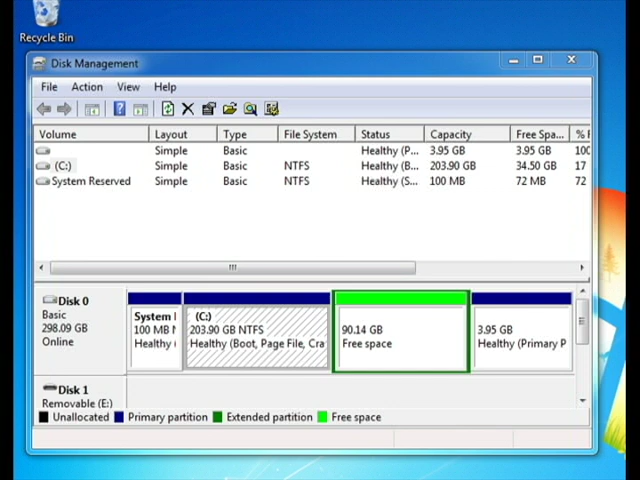 Recycle Bin
Disk Management
File Action View Help
Volume Layout Type File System Status Capacity Free Spa... % F
Simple Basic Healthy (P... 3.95 GB 3.95 GB 100
(C:) Simple Basic NTFS Healthy (B... 203.90 GB 34.50 GB 17
System Reserved Simple Basic NTFS Healthy (S... 100 MB 72 MB 72
Disk 0
Basic
298.09 GB
Online
System
100 MB N
Healthy (
(C:)
203.90 GB NTFS
Healthy (Boot, Page File, Cra
90.14 GB
Free space
3.95 GB
Healthy (Primary P
Disk 1
Removable (E:)
Unallocated Primary partition Extended partition Free space